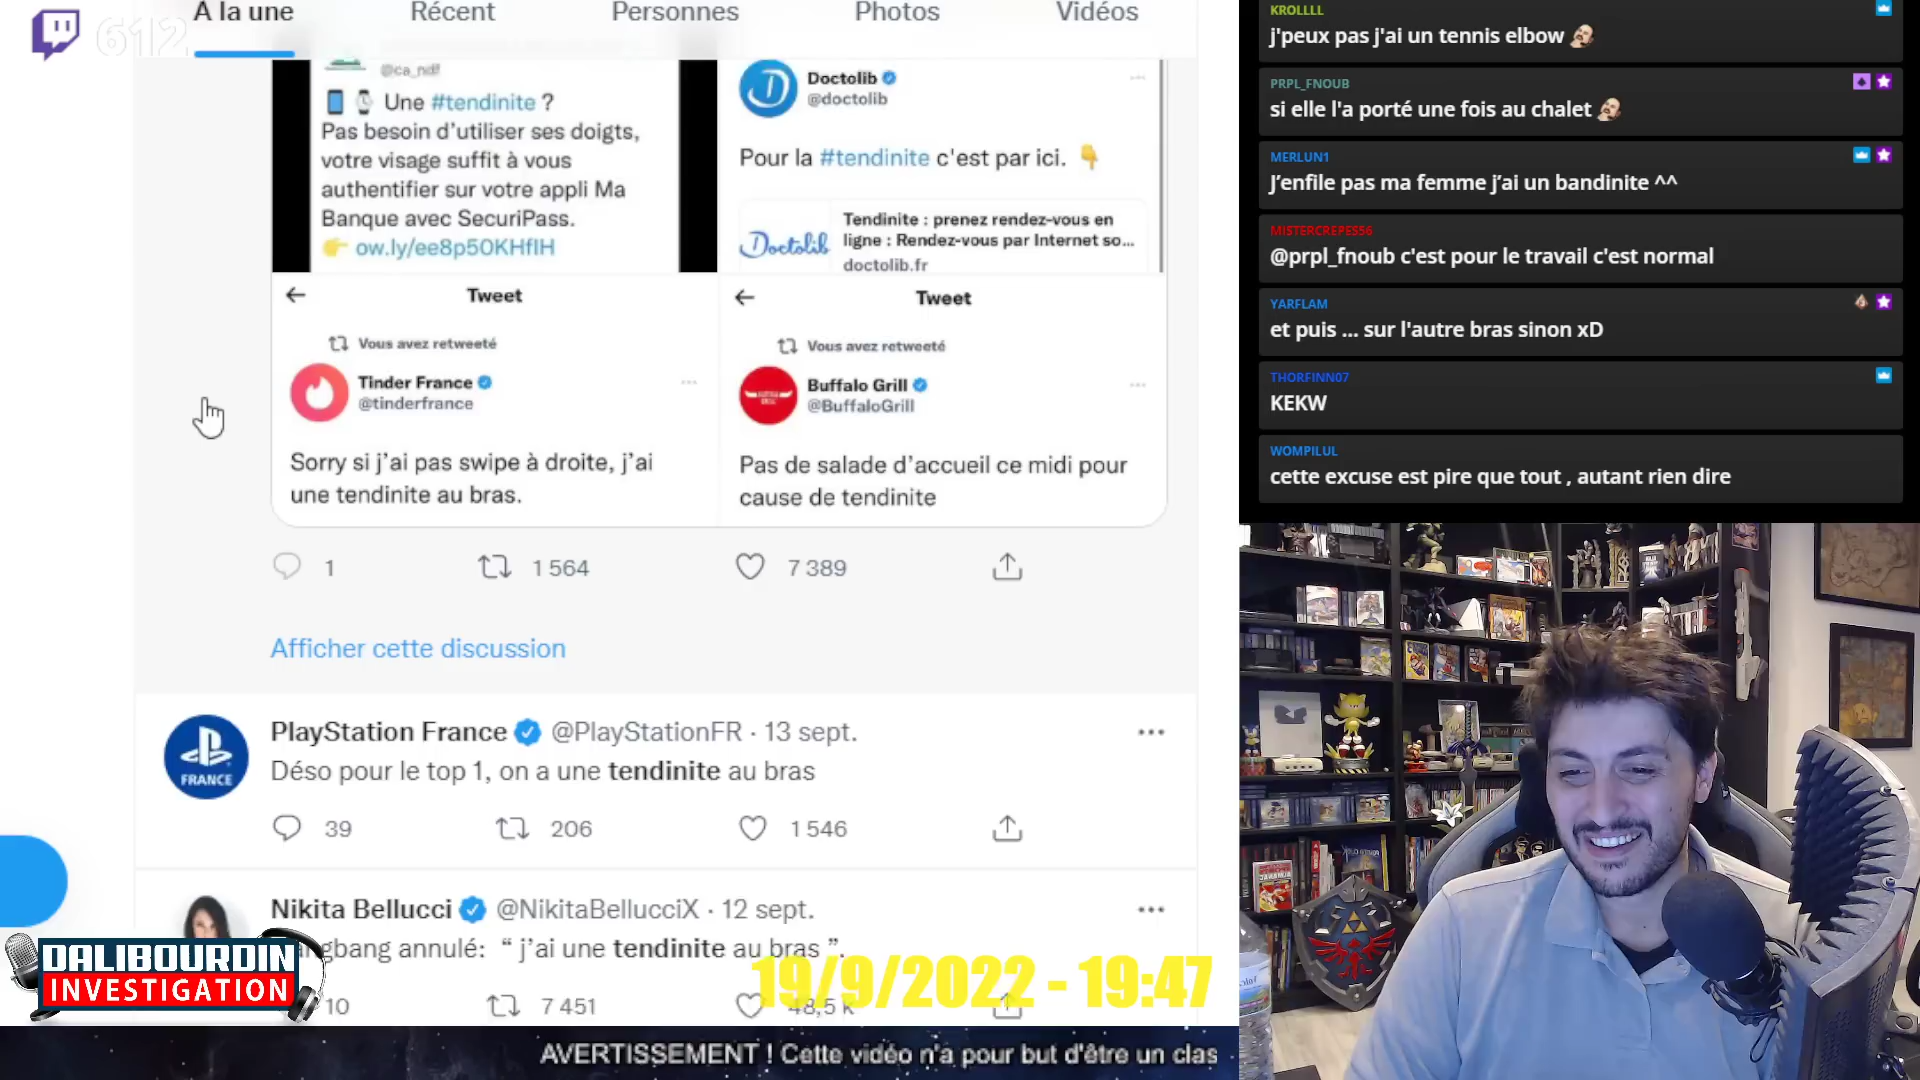 612
À la une
Récent
Personnes
Photos
Vidéos
@ca_ndf
Une #tendinite ?
Pas besoin d'utiliser ses doigts,
votre visage suffit à vous
authentifier sur votre appli Ma
Banque avec SecuriPass.
ow.ly/ee8p50KHfIH
Doctolib
@doctolib
Pour la #tendinite c'est par ici.
Doctolib
Tendinite : prenez rendez-vous en
ligne : Rendez-vous par Internet so...
doctolib.fr
Tweet
Vous avez retweeté
Tinder France
@tinderfrance
Sorry si j'ai pas swipe à droite, j'ai
une tendinite au bras.
Tweet
Vous avez retweeté
Buffalo Grill
@BuffaloGrill
Pas de salade d'accueil ce midi pour
cause de tendinite
1
1 564
7 389
Afficher cette discussion
FRANCE
PlayStation France @PlayStationFR · 13 sept.
Déso pour le top 1, on a une tendinite au bras
39
206
1 546
Nikita Bellucci @NikitaBellucciX · 12 sept.
gbang annulé: “ j'ai une tendinite au bras ”.
10
7 451
48,5 k
DALIBOURDIN
INVESTIGATION
19/9/2022 - 19:47
AVERTISSEMENT ! Cette vidéo n'a pour but d'être un clas
KROLLLL
j'peux pas j'ai un tennis elbow
PRPL_FNOUB
si elle l'a porté une fois au chalet
MERLUN1
J'enfile pas ma femme j'ai un bandinite ^^
MISTERCREPES56
@prpl_fnoub c'est pour le travail c'est normal
YARFLAM
et puis ... sur l'autre bras sinon xD
THORFINN07
KEKW
WOMPILUL
cette excuse est pire que tout , autant rien dire